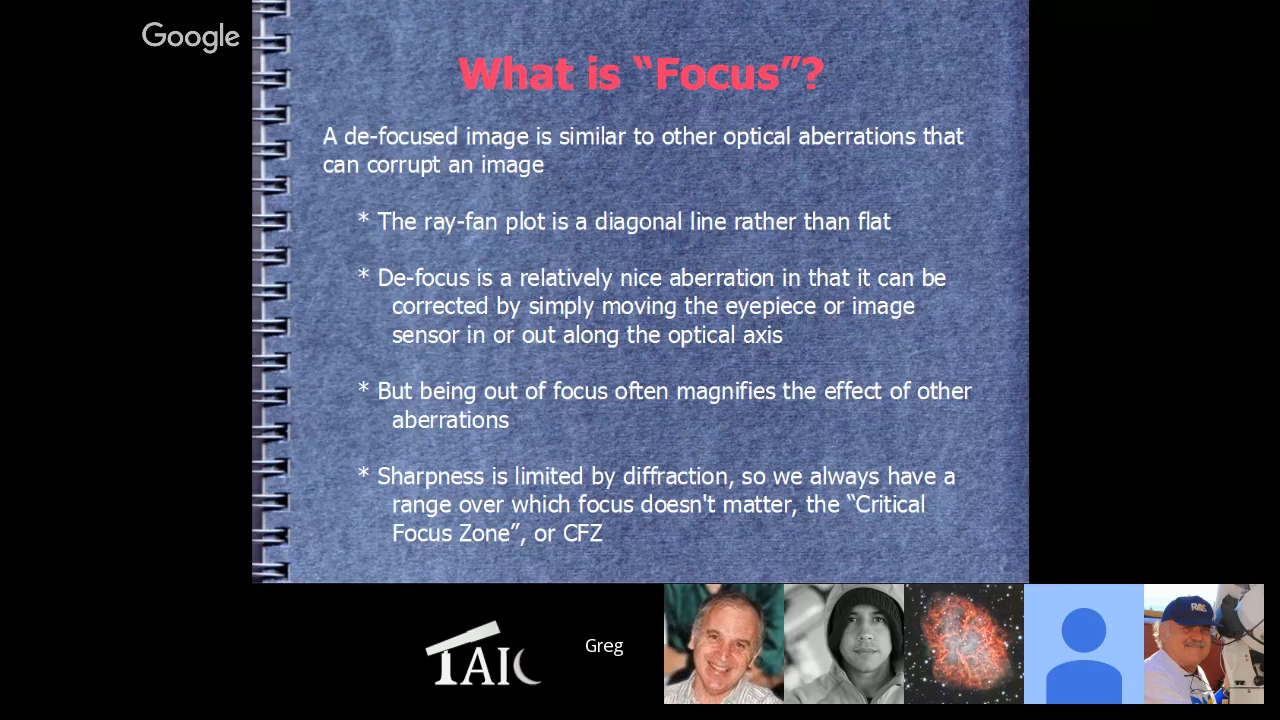 Google
What is “Focus”?
A de-focused image is similar to other optical aberrations that
can corrupt an image
* The ray-fan plot is a diagonal line rather than flat
* De-focus is a relatively nice aberration in that it can be
corrected by simply moving the eyepiece or image
sensor in or out along the optical axis
* But being out of focus often magnifies the effect of other
aberrations
* Sharpness is limited by diffraction, so we always have a
range over which focus doesn't matter, the “Critical
Focus Zone”, or CFZ
TAIC
Greg